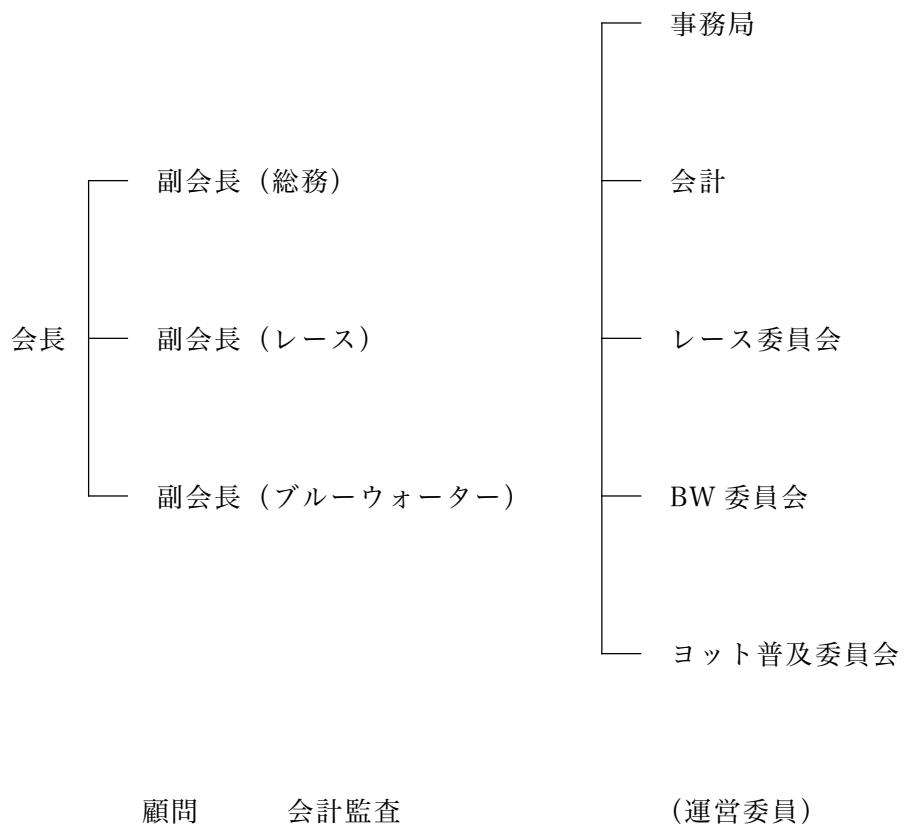 事務局
副会長（総務）
会計
会長
副会長（レース）
レース委員会
副会長（ブルーウォーター）
BW 委員会
ヨット普及委員会
顧問
会計監査
（運営委員）